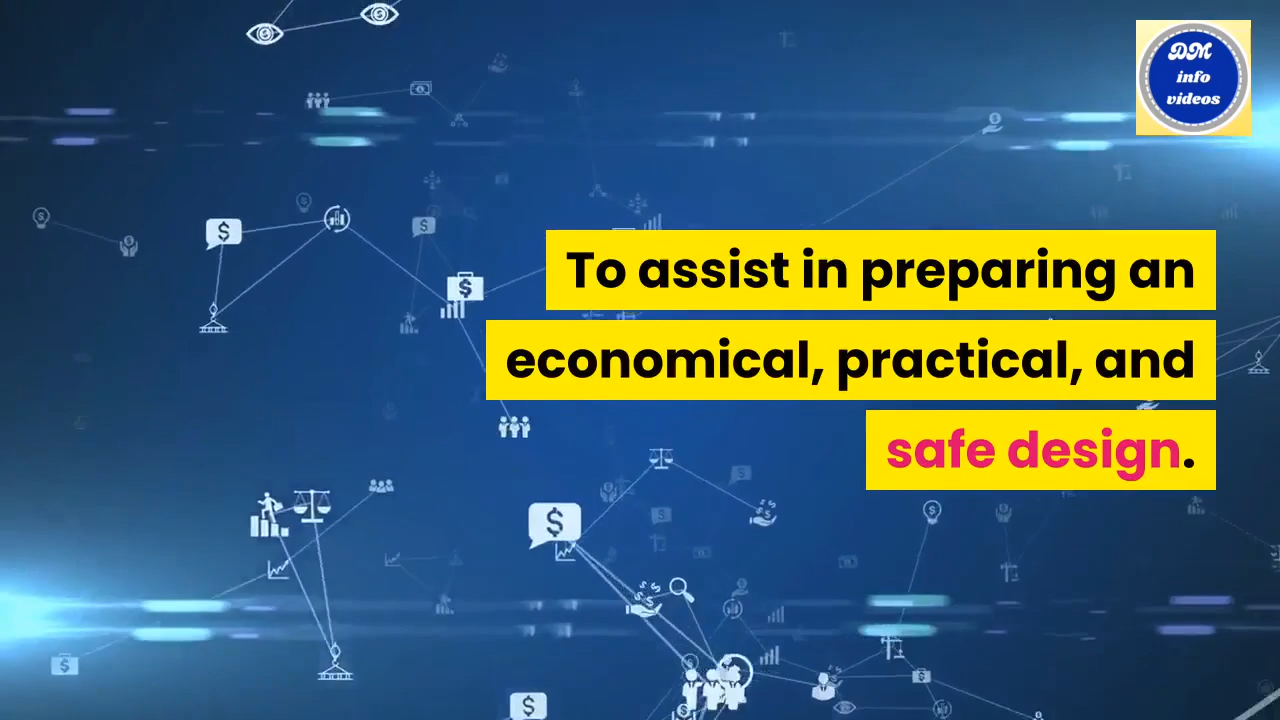 DM
info
videos
To assist in preparing an
economical, practical, and
safe design.